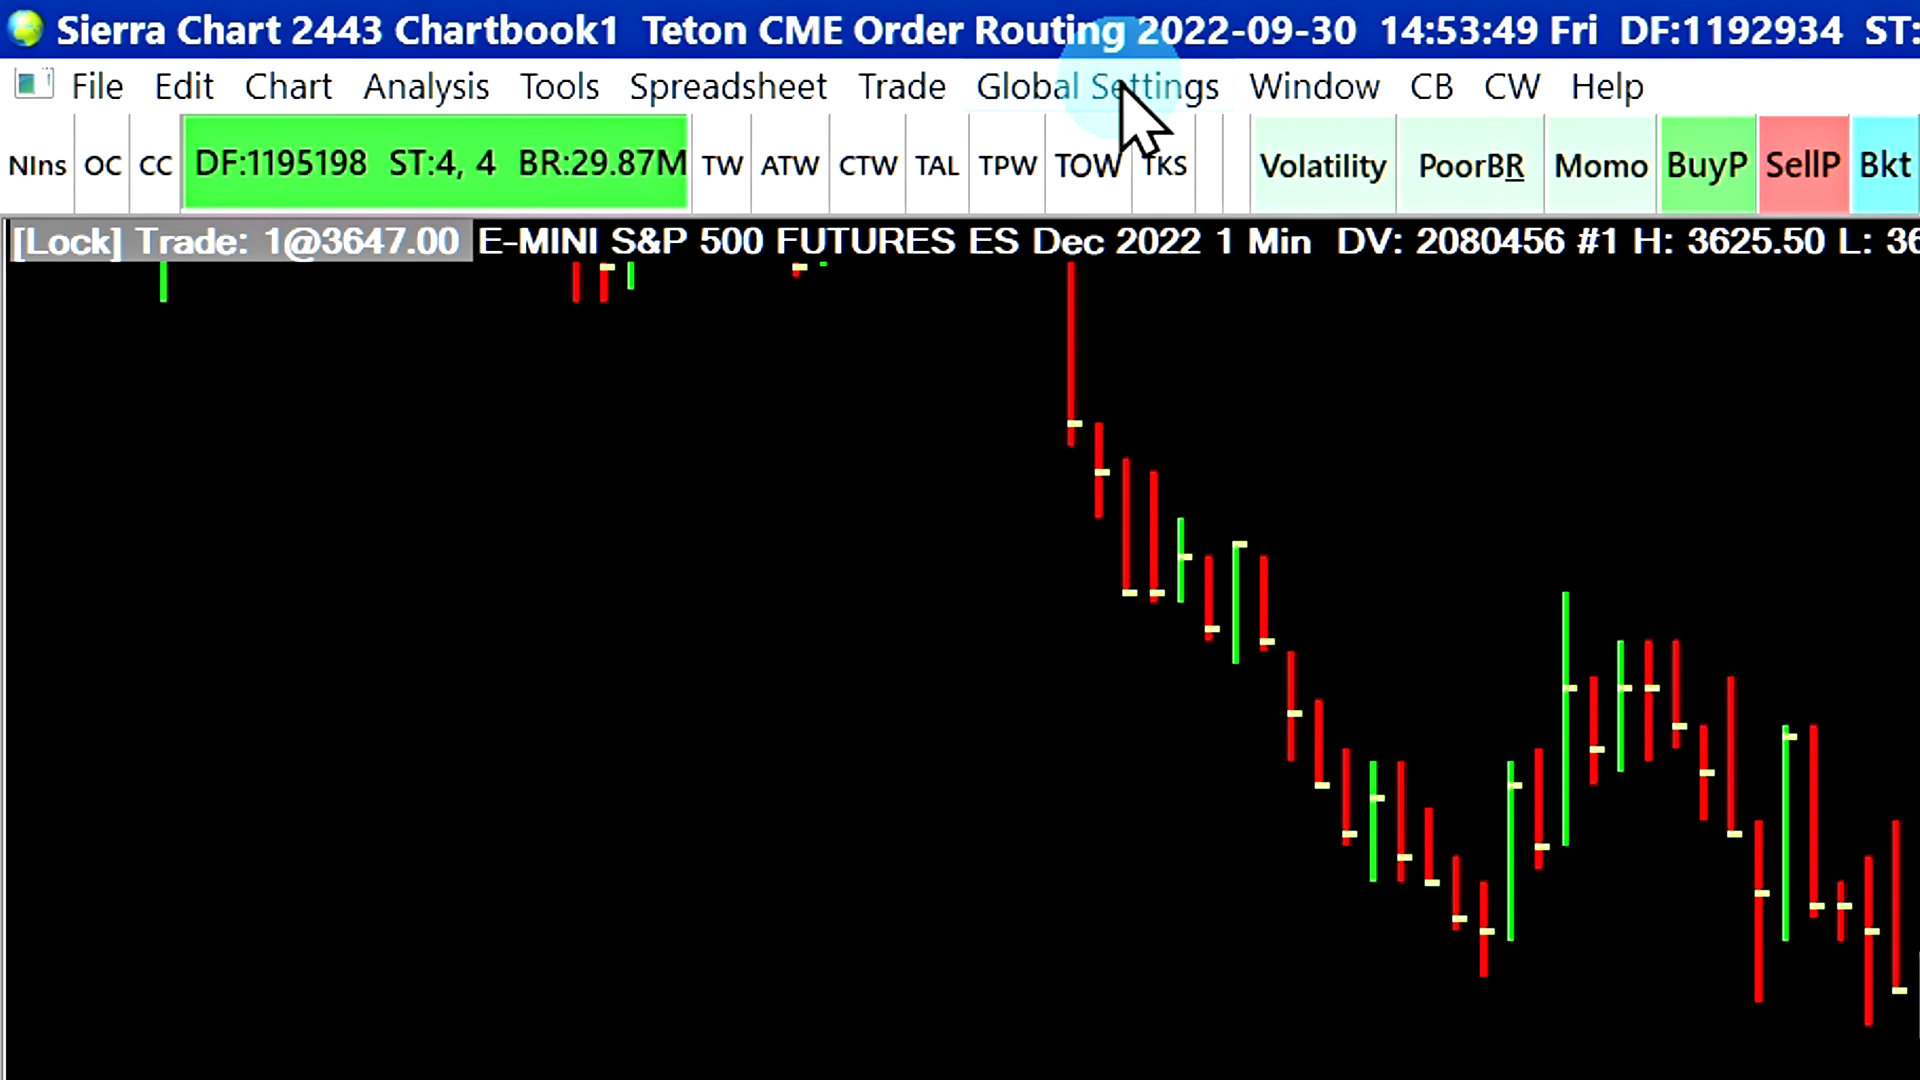 Sierra Chart 2443 Chartbook1 Teton CME Order Routing 2022-09-30 14:53:49 Fri DF:1192934 ST:
File Edit Chart Analysis Tools Spreadsheet Trade Global Settings Window CB CW Help
NIns OC CC DF:1195198 ST:4, 4 BR:29.87M TW ATW CTW TAL TPW TOW TKS Volatility PoorBR Momo BuyP SellP Bkt
[Lock] Trade: 1@3647.00 E-MINI S&P 500 FUTURES ES Dec 2022 1 Min DV: 2080456 #1 H: 3625.50 L: 36